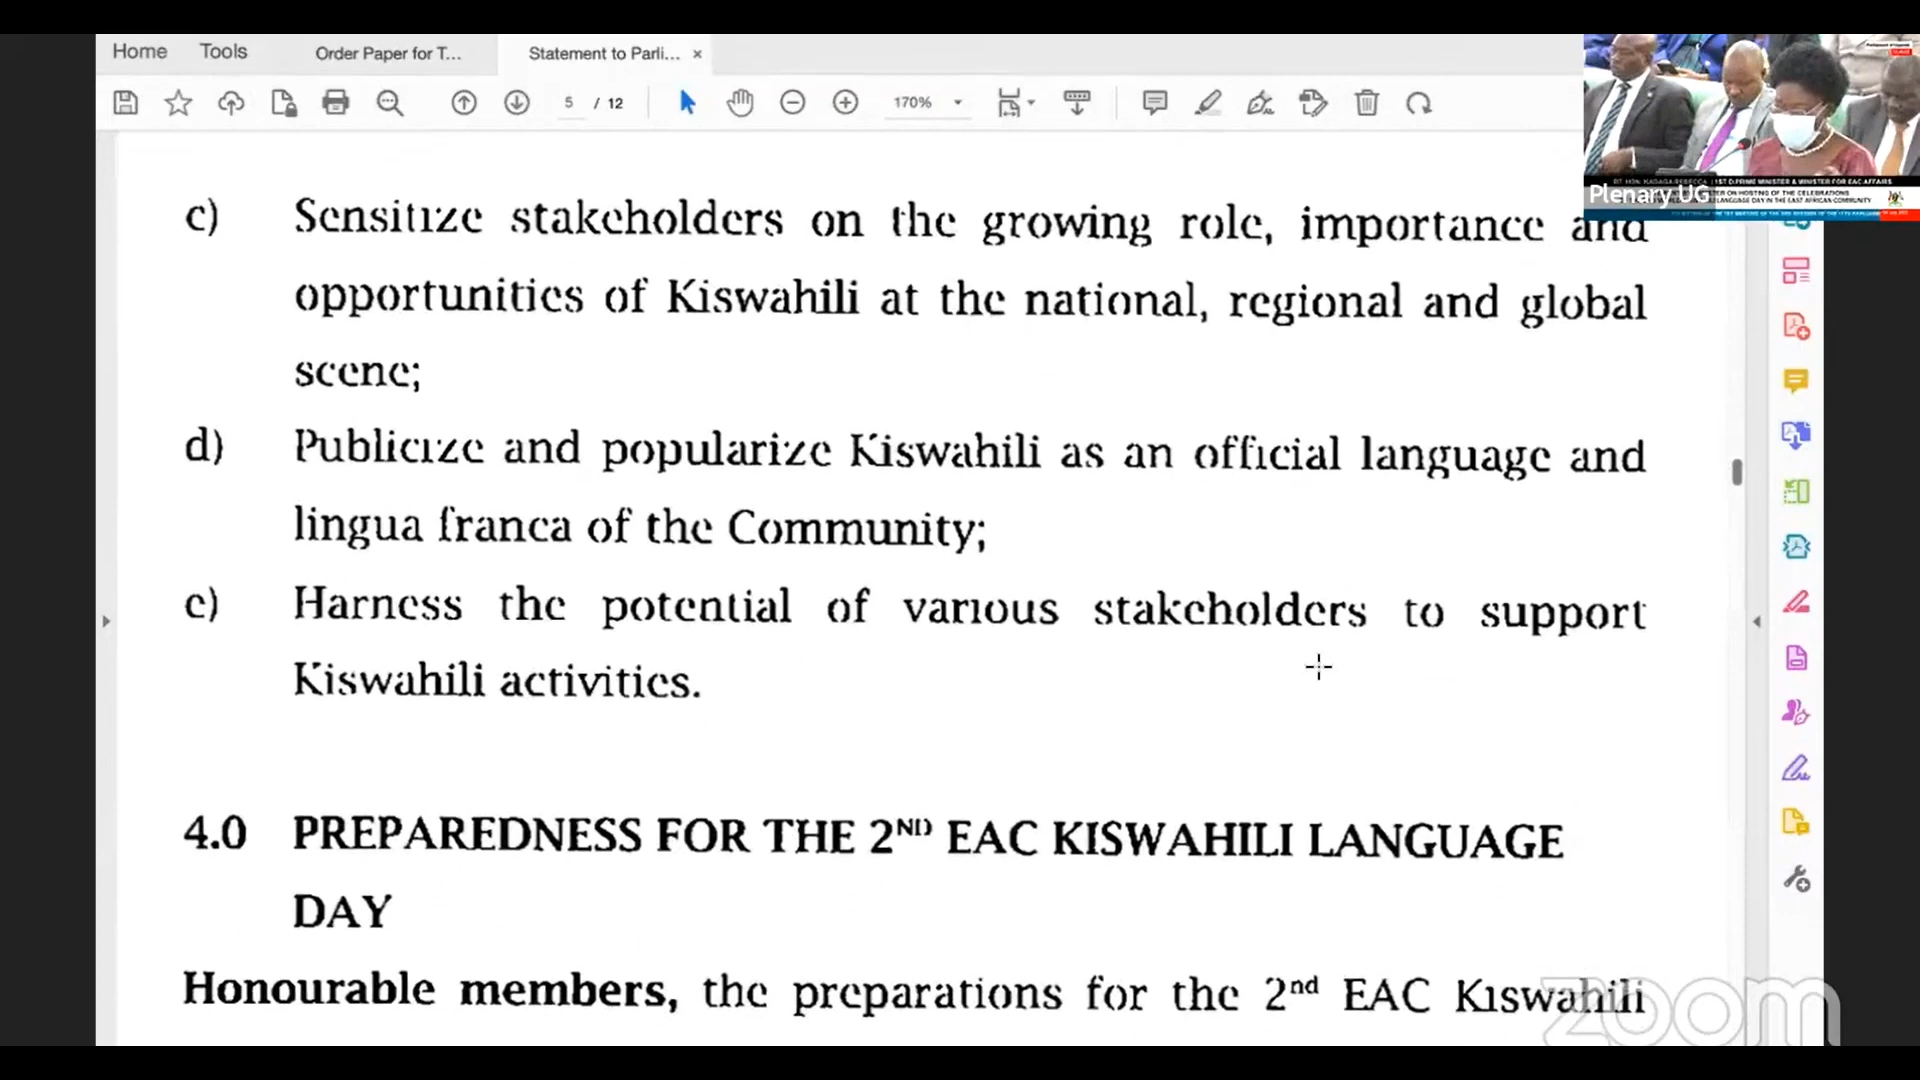 Home Tools Order Paper for T... Statement to Parli... ×
5 / 12 170%
Plenary UG
c) Sensitize stakeholders on the growing role, importance and
opportunities of Kiswahili at the national, regional and global
scene;
d) Publicize and popularize Kiswahili as an official language and
lingua franca of the Community;
e) Harness the potential of various stakeholders to support
Kiswahili activities.
4.0 PREPAREDNESS FOR THE 2ND EAC KISWAHILI LANGUAGE
DAY
Honourable members, the preparations for the 2nd EAC Kiswahili
zoom